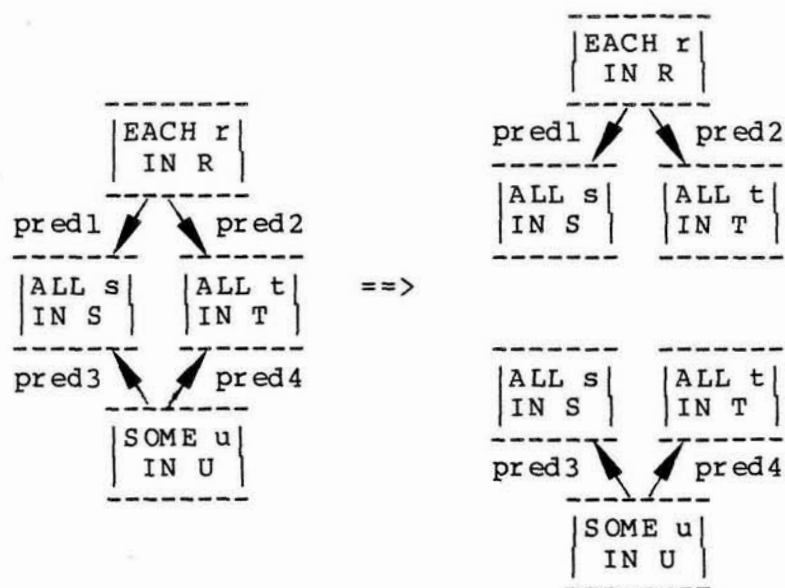 EACH r
IN R
pred1 pred2
ALL s ALL t
IN S IN T
pred3 pred4
SOME u
IN U
==>
EACH r
IN R
pred1 pred2
ALL s ALL t
IN S IN T
ALL s ALL t
IN S IN T
pred3 pred4
SOME u
IN U